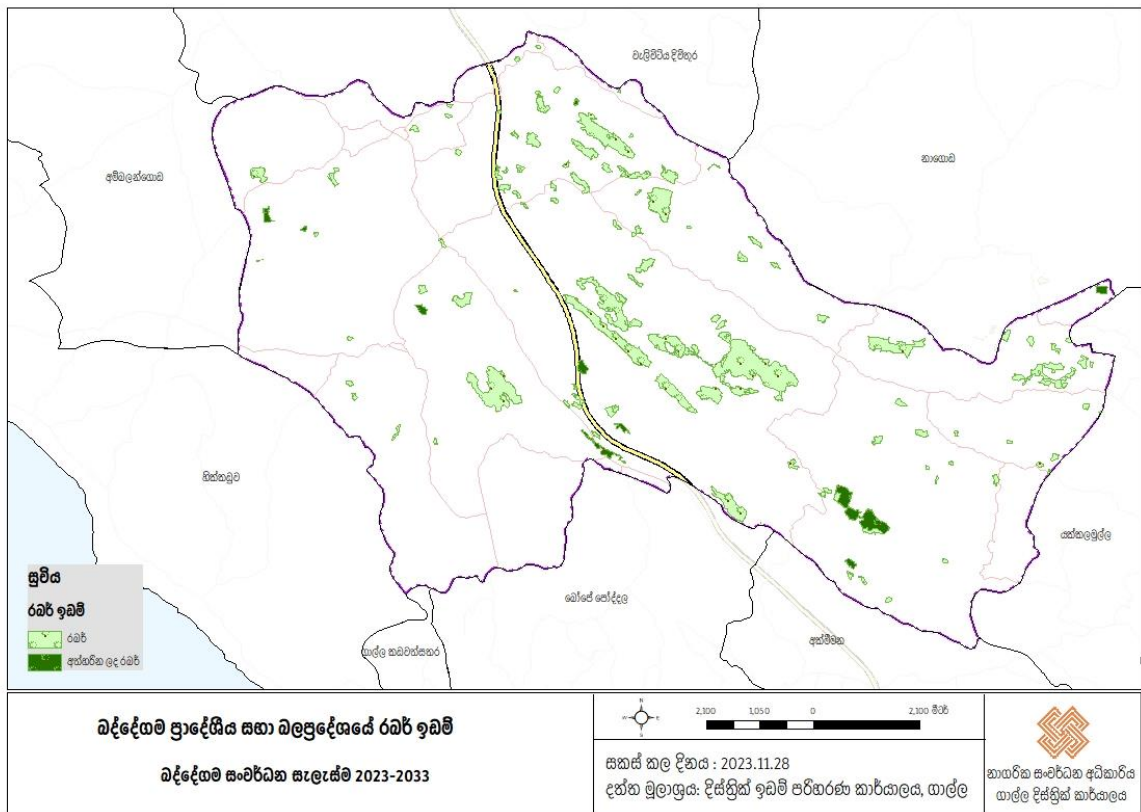 වැලිවිටිය දිවිතුර
නාගොඩ
අම්බලන්ගොඩ
හික්කඩුව
යක්කලමුල්ල
බෝපේ පෝද්දල
අක්මීමන
ගාල්ල කඩවත්සතර
සූචිය
රබර් ඉඩම්
රබර්
අත්හරින ලද රබර්
බද්දේගම ප්‍රාදේශීය සභා බලප්‍රදේශයේ රබර් ඉඩම්
බද්දේගම සංවර්ධන සැලැස්ම 2023-2033
N
W E
S
2,100 1,050 0 2,100 මීටර්
සකස් කල දිනය : 2023.11.28
දත්ත මූලාශ්‍රය: දිස්ත්‍රික් ඉඩම් පරිහරණ කාර්යාලය, ගාල්ල
නාගරික සංවර්ධන අධිකාරිය
ගාල්ල දිස්ත්‍රික් කාර්යාලය